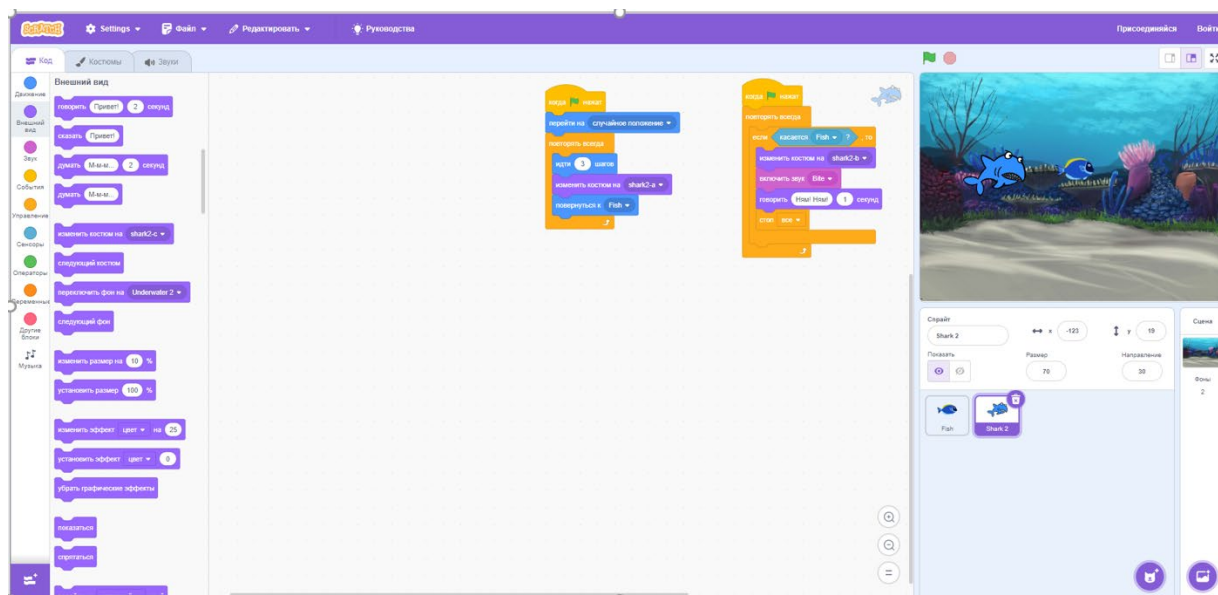 SCRATCH Settings Файл Редактировать Руководства Присоединяйся Войти
Код Костюмы Звуки
Движение
Внешний вид
Звук
События
Управление
Сенсоры
Операторы
Переменные
Другие блоки
Музыка
Внешний вид
говорить Привет! 2 секунд
сказать Привет!
думать М-м-м... 2 секунд
думать М-м-м...
изменить костюм на shark2-c
следующий костюм
переключить фон на Underwater 2
следующий фон
изменить размер на 10 %
установить размер 100 %
изменить эффект цвет на 25
установить эффект цвет 0
убрать графические эффекты
показаться
спрятаться
когда нажат
перейти на случайное положение
повторять всегда
идти 3 шагов
изменить костюм на shark2-a
повернуться к Fish
когда нажат
повторять всегда
если касается Fish ? , то
изменить костюм на shark2-b
включить звук Bite
говорить Ням! Ням! 1 секунд
стоп все
Спрайт
Shark 2 x -123 y 19
Показать Размер Направление
70 30
Fish Shark 2
Сцена
Фоны
2